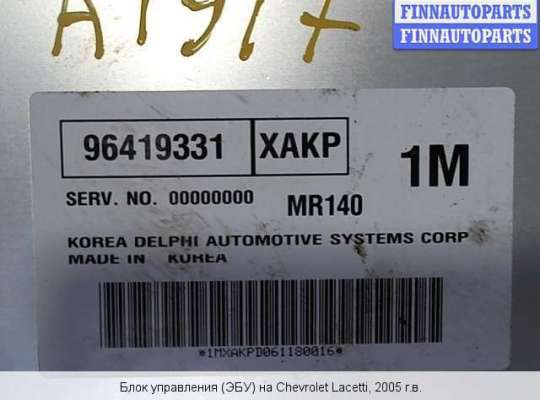 A1917
FINNAUTOPARTS
FINNAUTOPARTS
96419331 XAKP 1M
SERV. NO. 00000000 MR140
KOREA DELPHI AUTOMOTIVE SYSTEMS CORP
MADE IN KOREA
*1MXAKPD061180016*
Блок управления (ЭБУ) на Chevrolet Lacetti, 2005 г.в.